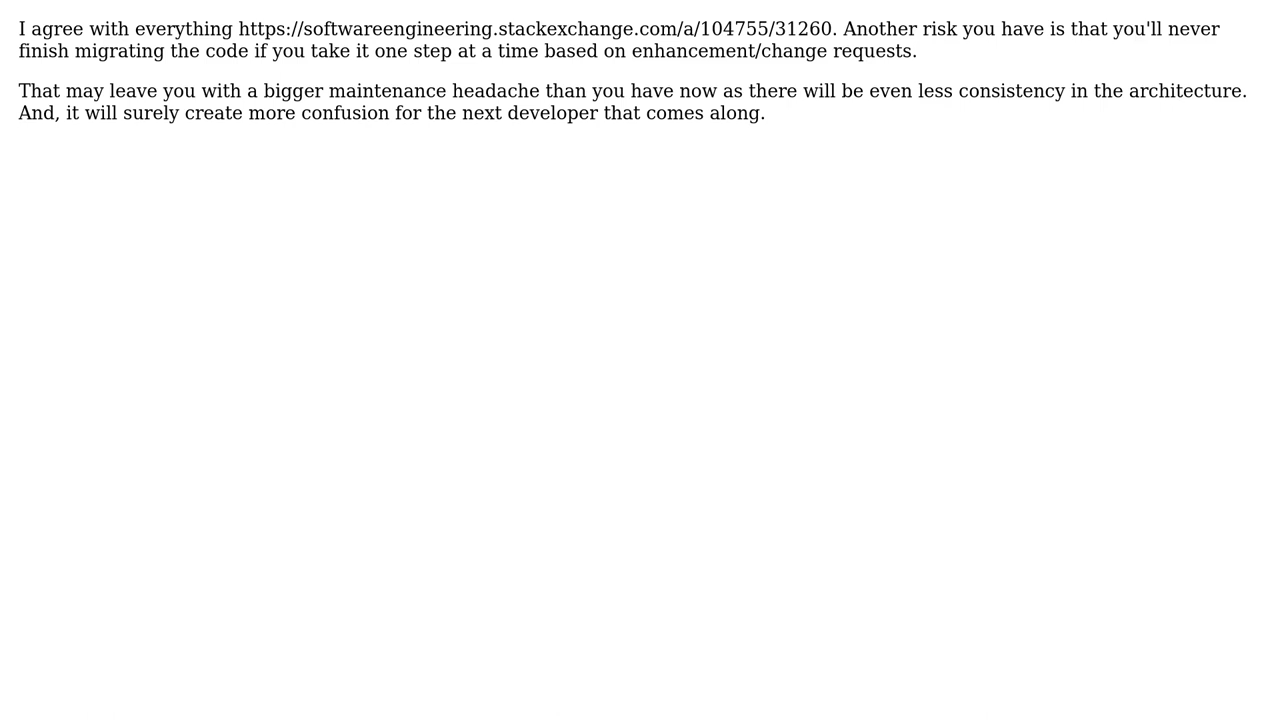 I agree with everything https://softwareengineering.stackexchange.com/a/104755/31260. Another risk you have is that you'll never
finish migrating the code if you take it one step at a time based on enhancement/change requests.
That may leave you with a bigger maintenance headache than you have now as there will be even less consistency in the architecture.
And, it will surely create more confusion for the next developer that comes along.